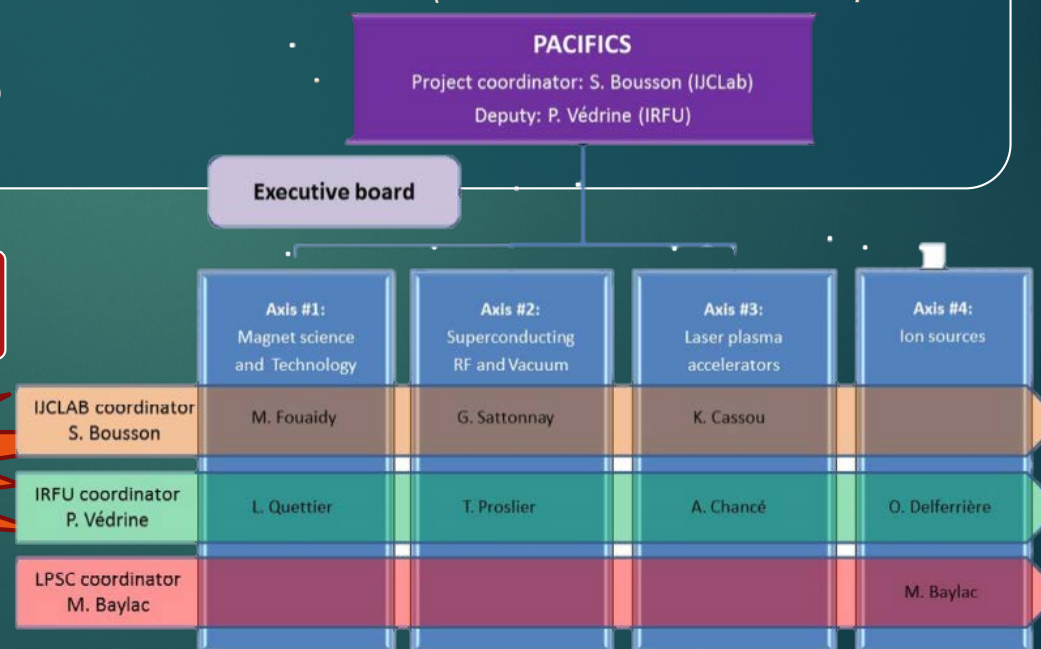 PACIFICS
Project coordinator: S. Bousson (IJCLab)
Deputy: P. Védrine (IRFU)
Executive board
Axis #1:
Magnet science
and Technology
Axis #2:
Superconducting
RF and Vacuum
Axis #3:
Laser plasma
accelerators
Axis #4:
Ion sources
IJCLAB coordinator
S. Bousson
M. Fouaidy
G. Sattonnay
K. Cassou
IRFU coordinator
P. Védrine
L. Quettier
T. Proslier
A. Chancé
O. Delferrière
LPSC coordinator
M. Baylac
M. Baylac